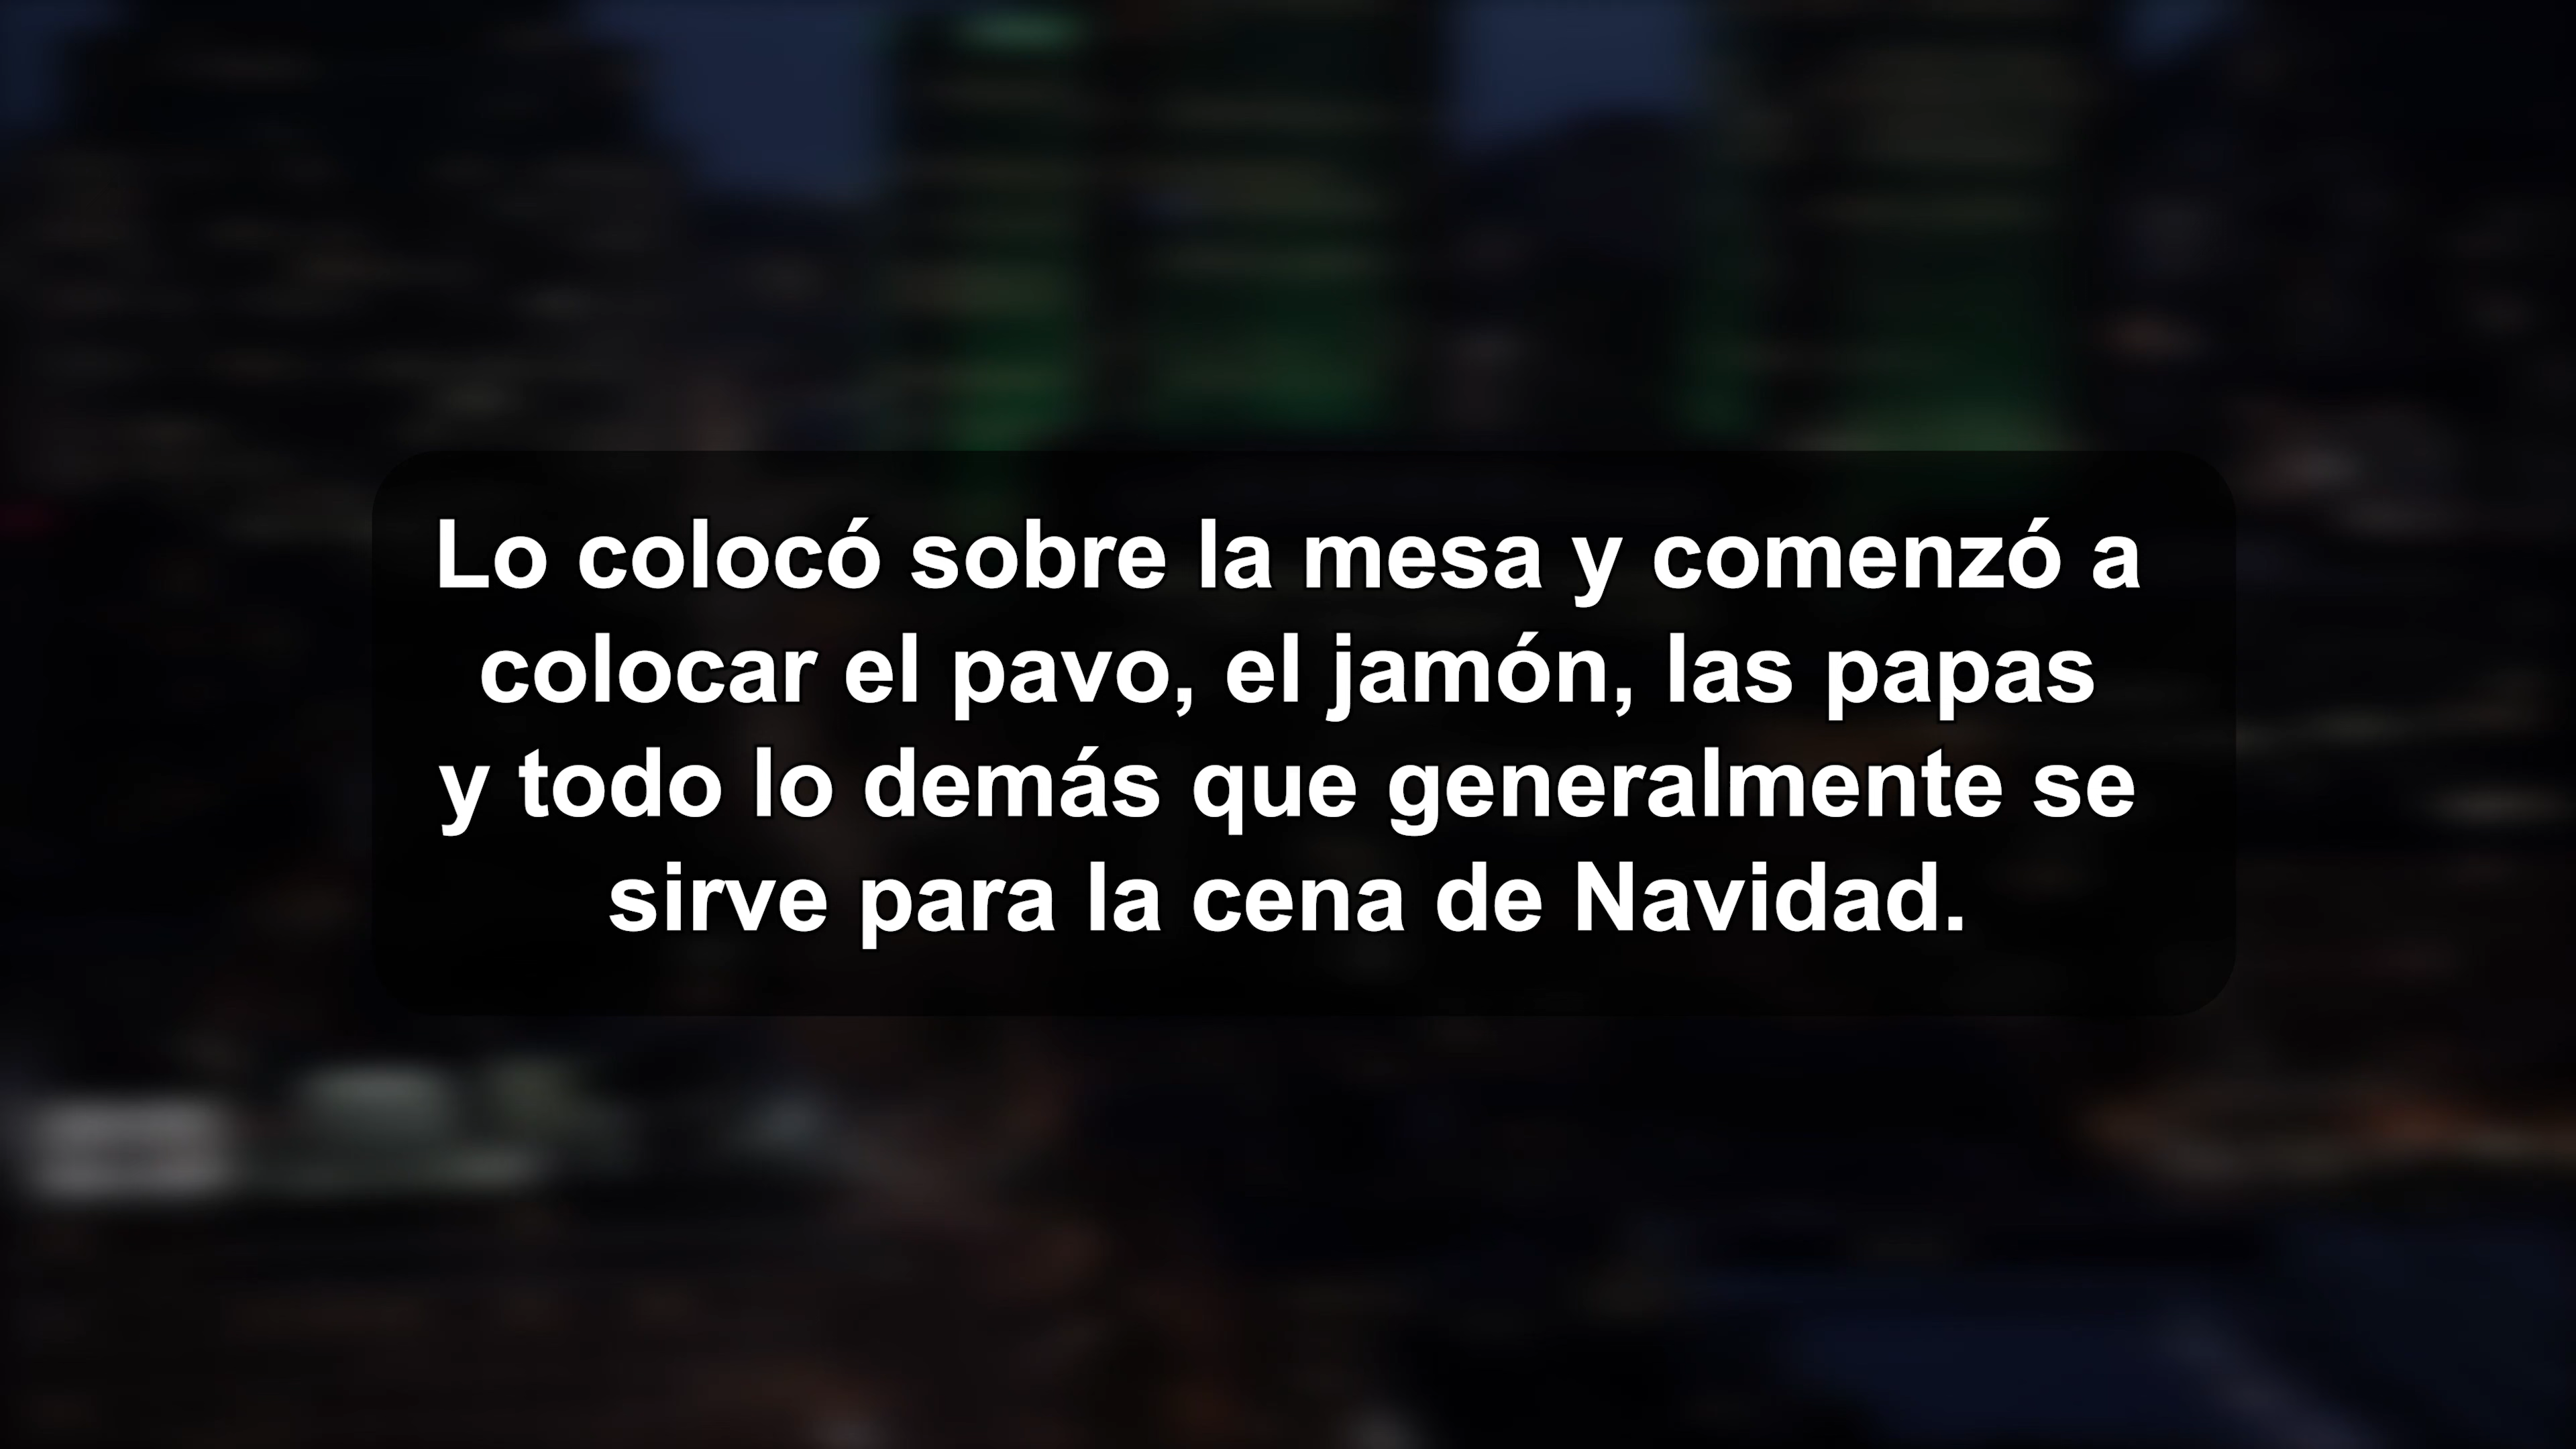 Lo colocó sobre la mesa y comenzó a
colocar el pavo, el jamón, las papas
y todo lo demás que generalmente se
sirve para la cena de Navidad.